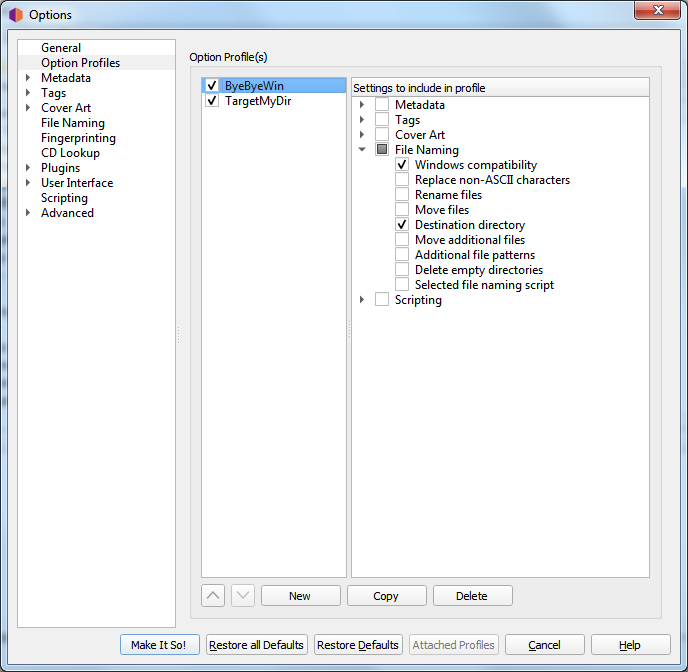 Options
General
Option Profiles
Metadata
Tags
Cover Art
File Naming
Fingerprinting
CD Lookup
Plugins
User Interface
Scripting
Advanced
Option Profile(s)
ByeByeWin
TargetMyDir
Settings to include in profile
Metadata
Tags
Cover Art
File Naming
Windows compatibility
Replace non-ASCII characters
Rename files
Move files
Destination directory
Move additional files
Additional file patterns
Delete empty directories
Selected file naming script
Scripting
New Copy Delete
Make It So! Restore all Defaults Restore Defaults Attached Profiles Cancel Help